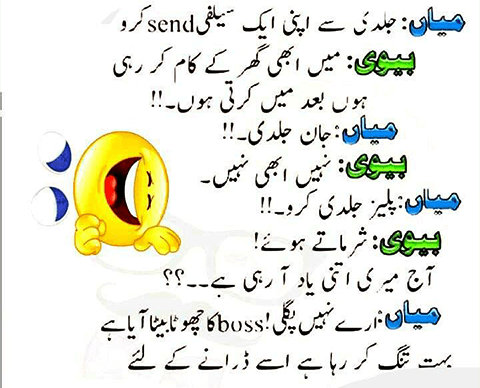 میاں: جلدی سے اپنی ایک سیلفی send کرو
بیوی: میں ابھی گھر کے کام کر رہی
ہوں بعد میں کرتی ہوں۔!!
میاں: جان جلدی۔!!
بیوی: نہیں ابھی نہیں۔
میاں: پلیز جلدی کرو۔!!
بیوی: شرماتے ہوئے!
آج میری اتنی یاد آ رہی ہے۔۔؟؟
میاں: ارے نہیں پگلی! boss کا چھوٹا بیٹا آیا ہے
بہت تنگ کر رہا ہے اسے ڈرانے کے لئے